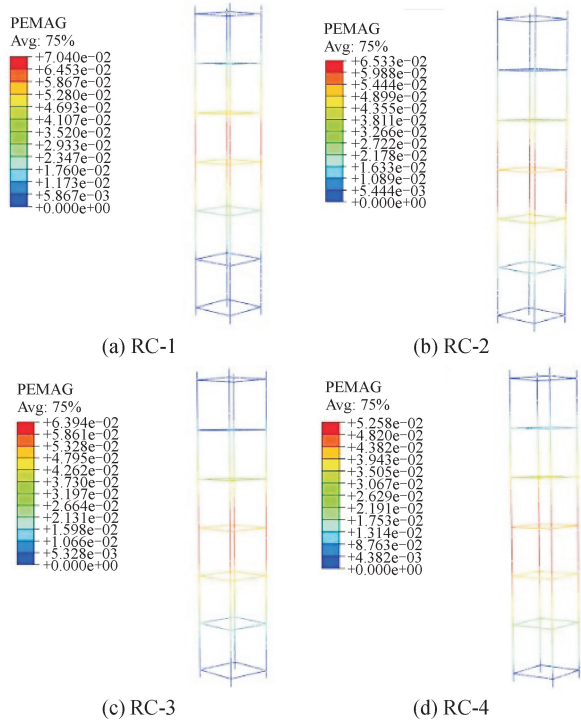 PEMAG
Avg: 75%
+7.040e−02
+6.453e−02
+5.867e−02
+5.280e−02
+4.693e−02
+4.107e−02
+3.520e−02
+2.933e−02
+2.347e−02
+1.760e−02
+1.173e−02
+5.867e−03
+0.000e+00
(a) RC-1
PEMAG
Avg: 75%
+6.533e−02
+5.988e−02
+5.444e−02
+4.899e−02
+4.355e−02
+3.811e−02
+3.266e−02
+2.722e−02
+2.178e−02
+1.633e−02
+1.089e−02
+5.444e−03
+0.000e+00
(b) RC-2
PEMAG
Avg: 75%
+6.394e−02
+5.861e−02
+5.328e−02
+4.795e−02
+4.262e−02
+3.730e−02
+3.197e−02
+2.664e−02
+2.131e−02
+1.598e−02
+1.066e−02
+5.328e−03
+0.000e+00
(c) RC-3
PEMAG
Avg: 75%
+5.258e−02
+4.820e−02
+4.382e−02
+3.943e−02
+3.505e−02
+3.067e−02
+2.629e−02
+2.191e−02
+1.753e−02
+1.314e−02
+8.763e−02
+4.382e−02
+0.000e+00
(d) RC-4